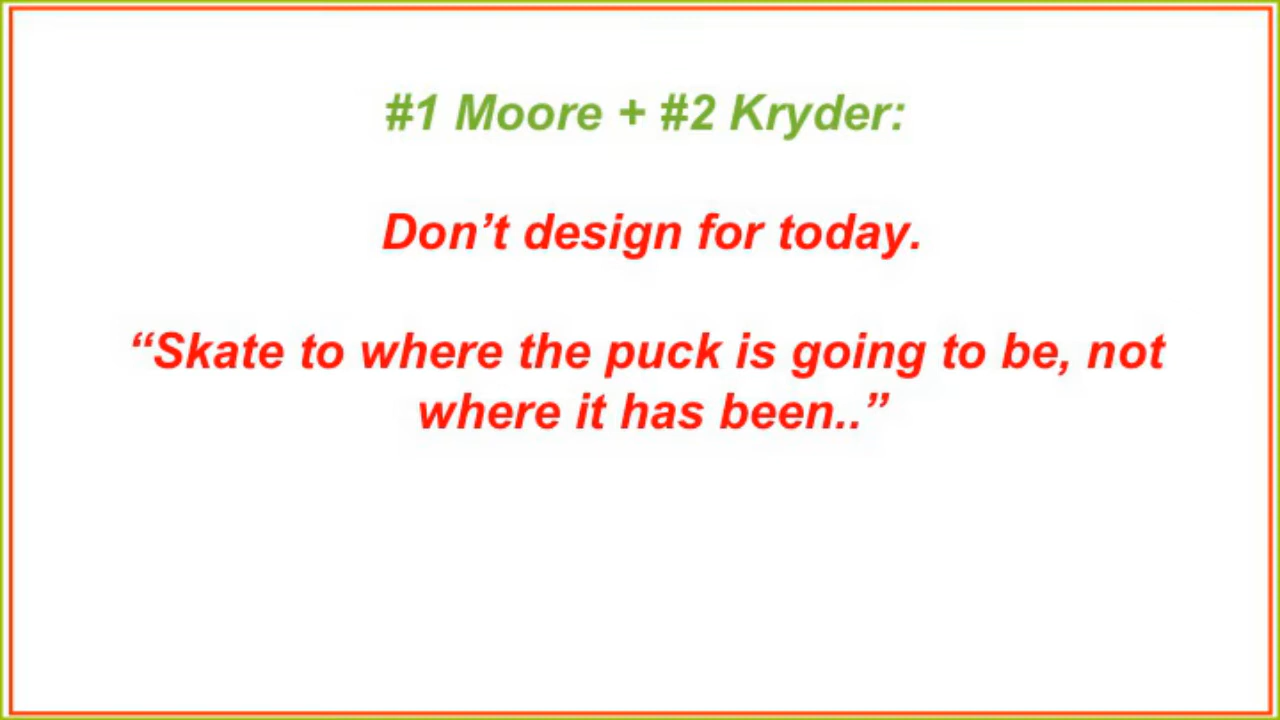 #1 Moore + #2 Kryder:
Don’t design for today.
“Skate to where the puck is going to be, not
where it has been..”